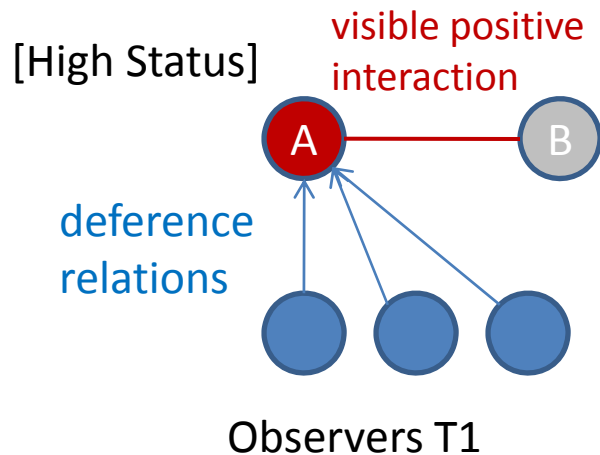 [High Status]
visible positive
interaction
A
B
deference
relations
Observers T1